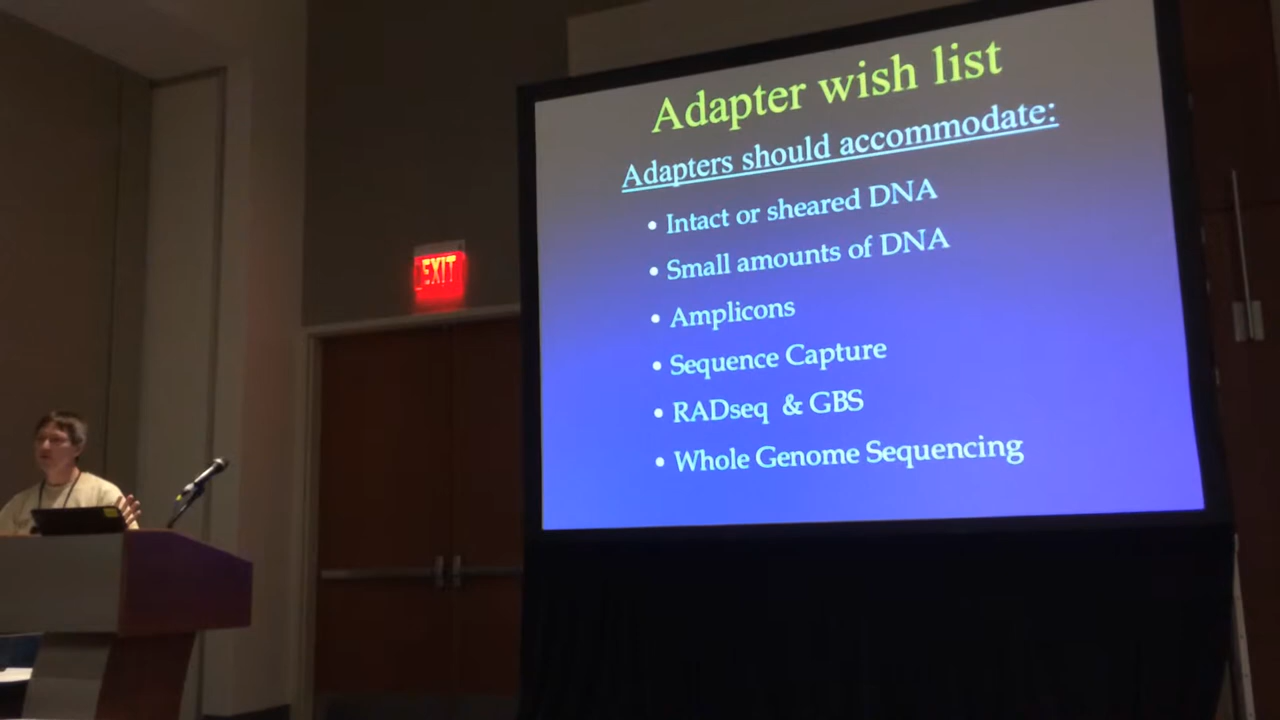 Adapter wish list
Adapters should accommodate:
• Intact or sheared DNA
• Small amounts of DNA
• Amplicons
• Sequence Capture
• RADseq & GBS
• Whole Genome Sequencing
EXIT